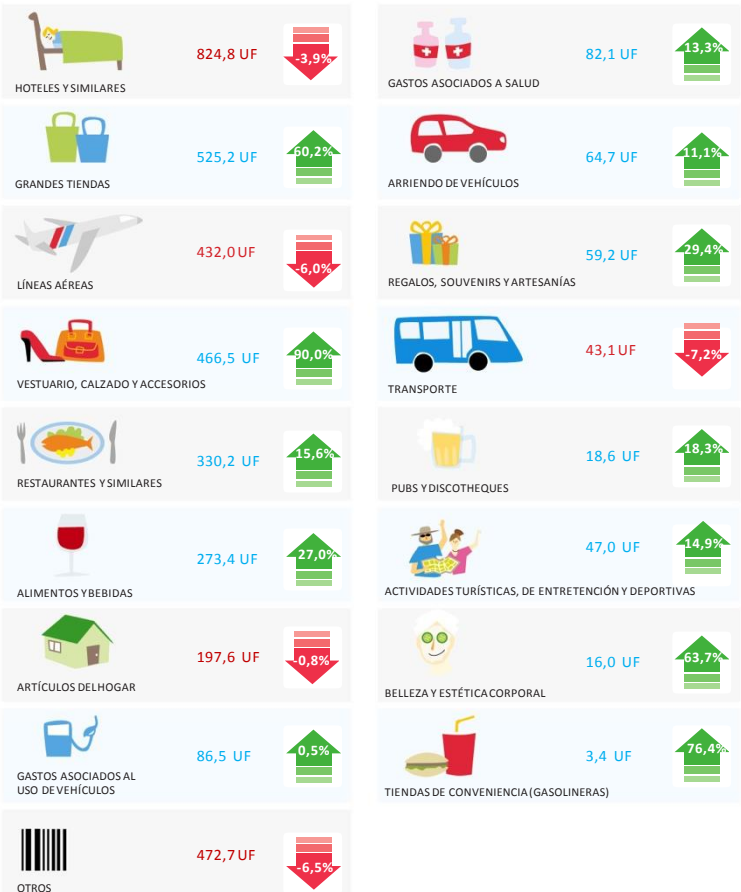 824,8 UF
-3,9%
HOTELES Y SIMILARES
525,2 UF
60,2%
GRANDES TIENDAS
432,0 UF
-6,0%
LÍNEAS AÉREAS
466,5 UF
90,0%
VESTUARIO, CALZADO Y ACCESORIOS
330,2 UF
15,6%
RESTAURANTES Y SIMILARES
273,4 UF
27,0%
ALIMENTOS Y BEBIDAS
197,6 UF
-0,8%
ARTÍCULOS DEL HOGAR
86,5 UF
0,5%
GASTOS ASOCIADOS AL
USO DE VEHÍCULOS
472,7 UF
-6,5%
OTROS
82,1 UF
13,3%
GASTOS ASOCIADOS A SALUD
64,7 UF
11,1%
ARRIENDO DE VEHÍCULOS
59,2 UF
29,4%
REGALOS, SOUVENIRS Y ARTESANÍAS
43,1 UF
-7,2%
TRANSPORTE
18,6 UF
18,3%
PUBS Y DISCOTHEQUES
47,0 UF
14,9%
ACTIVIDADES TURÍSTICAS, DE ENTRETENCIÓN Y DEPORTIVAS
16,0 UF
63,7%
BELLEZA Y ESTÉTICA CORPORAL
3,4 UF
76,4%
TIENDAS DE CONVENIENCIA (GASOLINERAS)